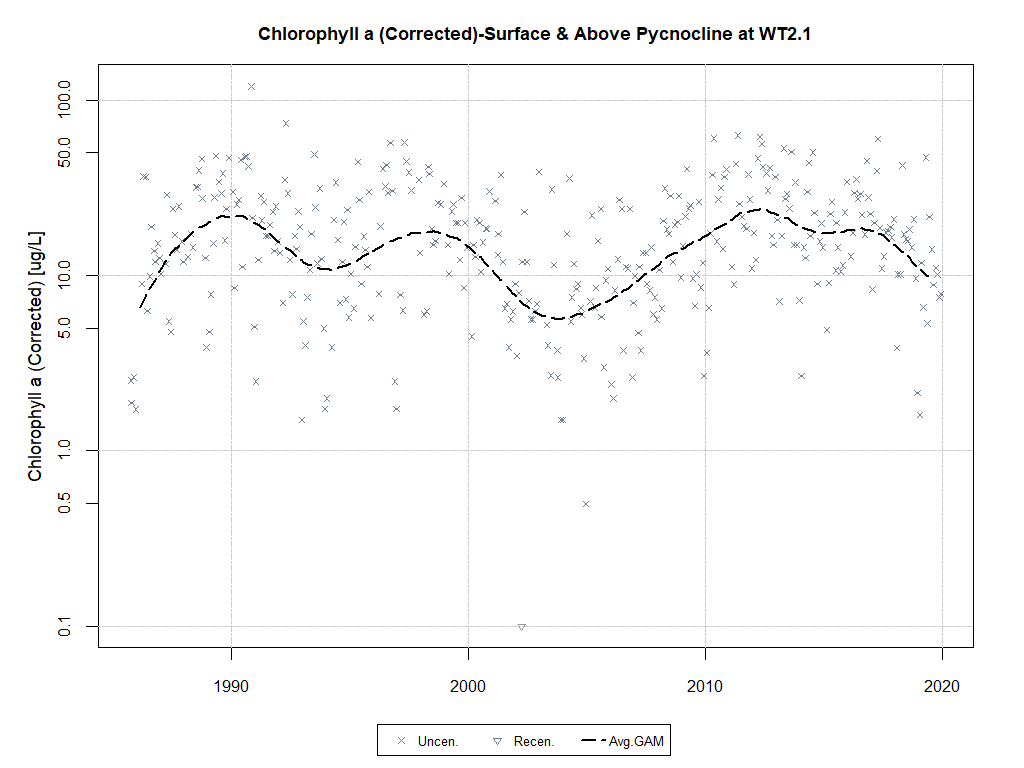 Chlorophyll a (Corrected)-Surface & Above Pycnocline at WT2.1
Chlorophyll a (Corrected) [ug/L]
100.0
50.0
10.0
5.0
1.0
0.5
0.1
1990 2000 2010 2020
Uncen. Recen. Avg.GAM